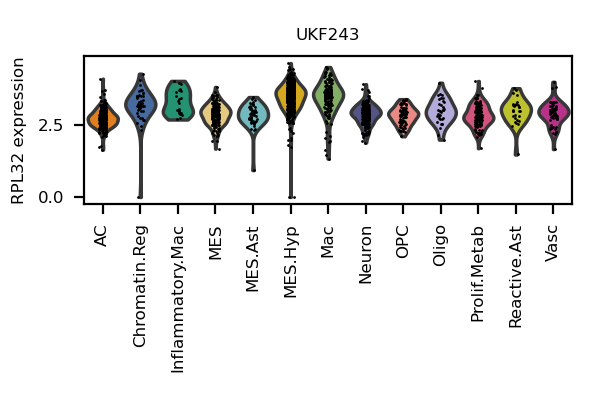 UKF243
RPL32 expression
2.5
0.0
AC
Chromatin.Reg
Inflammatory.Mac
MES
MES.Ast
MES.Hyp
Mac
Neuron
OPC
Oligo
Prolif.Metab
Reactive.Ast
Vasc